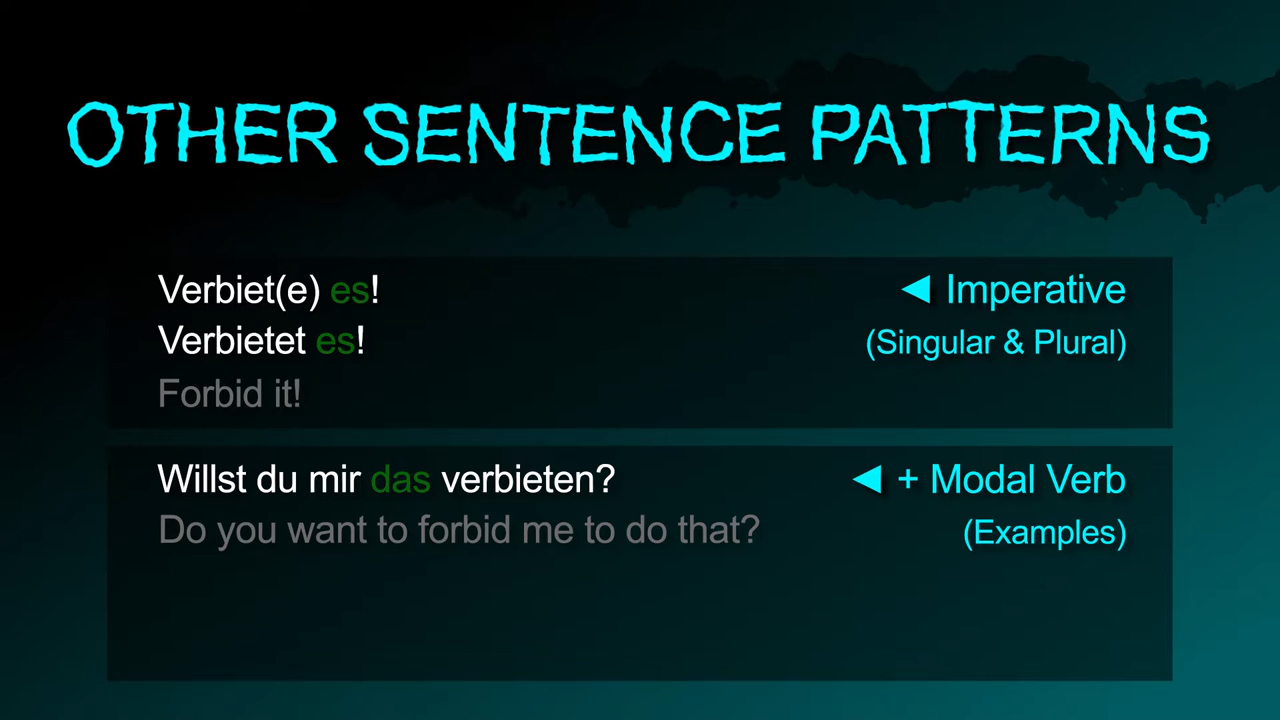 OTHER SENTENCE PATTERNS
Verbiet(e) es!
◄ Imperative
Verbietet es!
(Singular & Plural)
Forbid it!
Willst du mir das verbieten?
◄ + Modal Verb
Do you want to forbid me to do that?
(Examples)